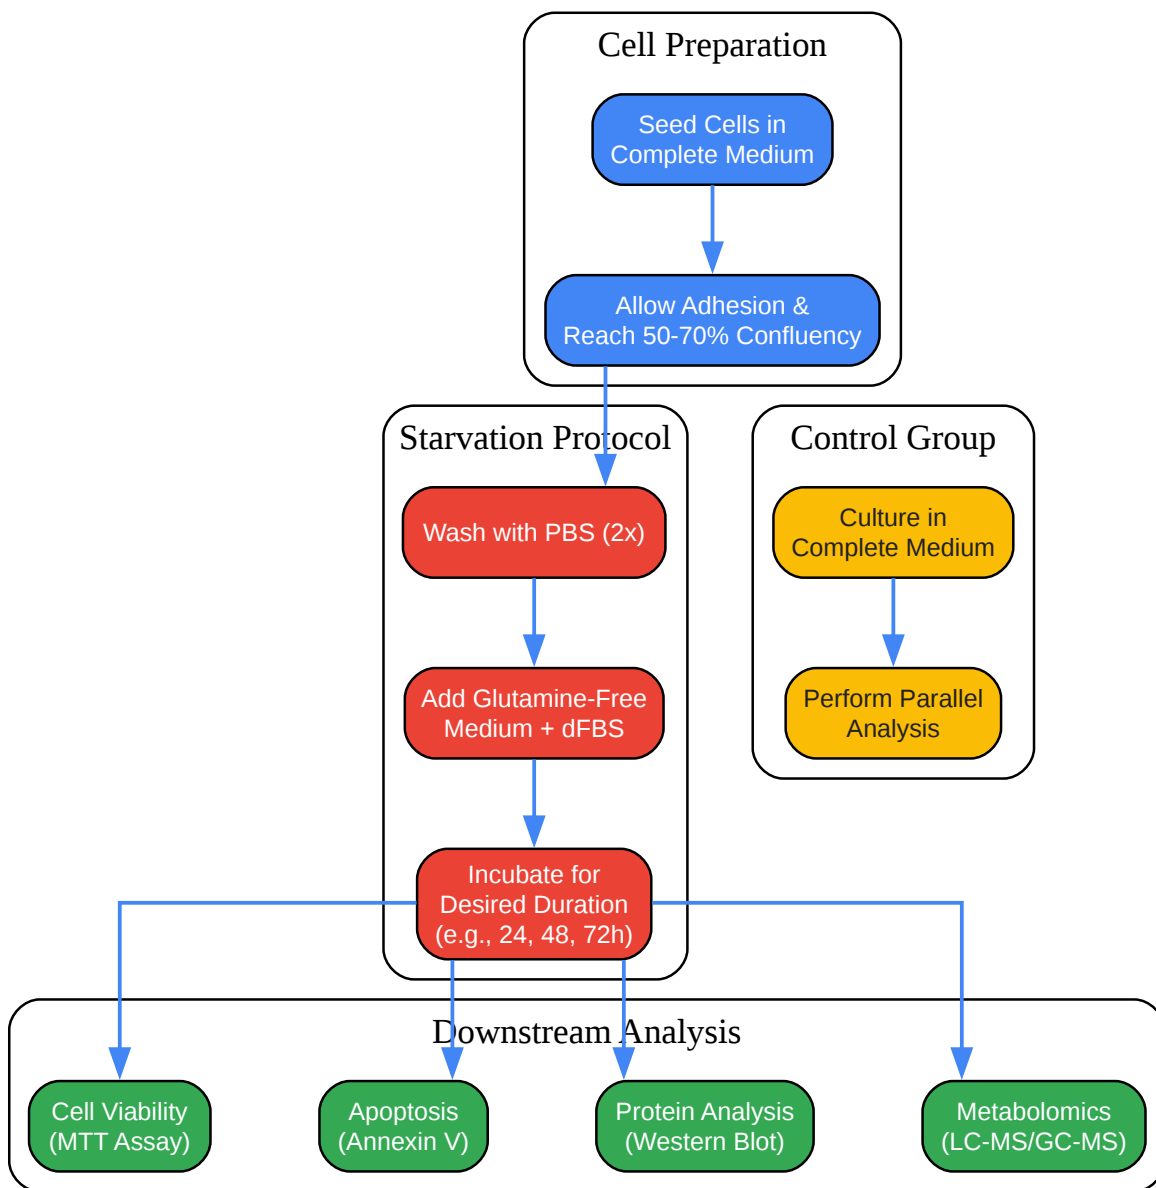 Cell Preparation
Seed Cells in
Complete Medium
Allow Adhesion &
Reach 50-70% Confluency
Starvation Protocol
Wash with PBS (2x)
Add Glutamine-Free
Medium + dFBS
Incubate for
Desired Duration
(e.g., 24, 48, 72h)
Control Group
Culture in
Complete Medium
Perform Parallel
Analysis
Downstream Analysis
Cell Viability
(MTT Assay)
Apoptosis
(Annexin V)
Protein Analysis
(Western Blot)
Metabolomics
(LC-MS/GC-MS)